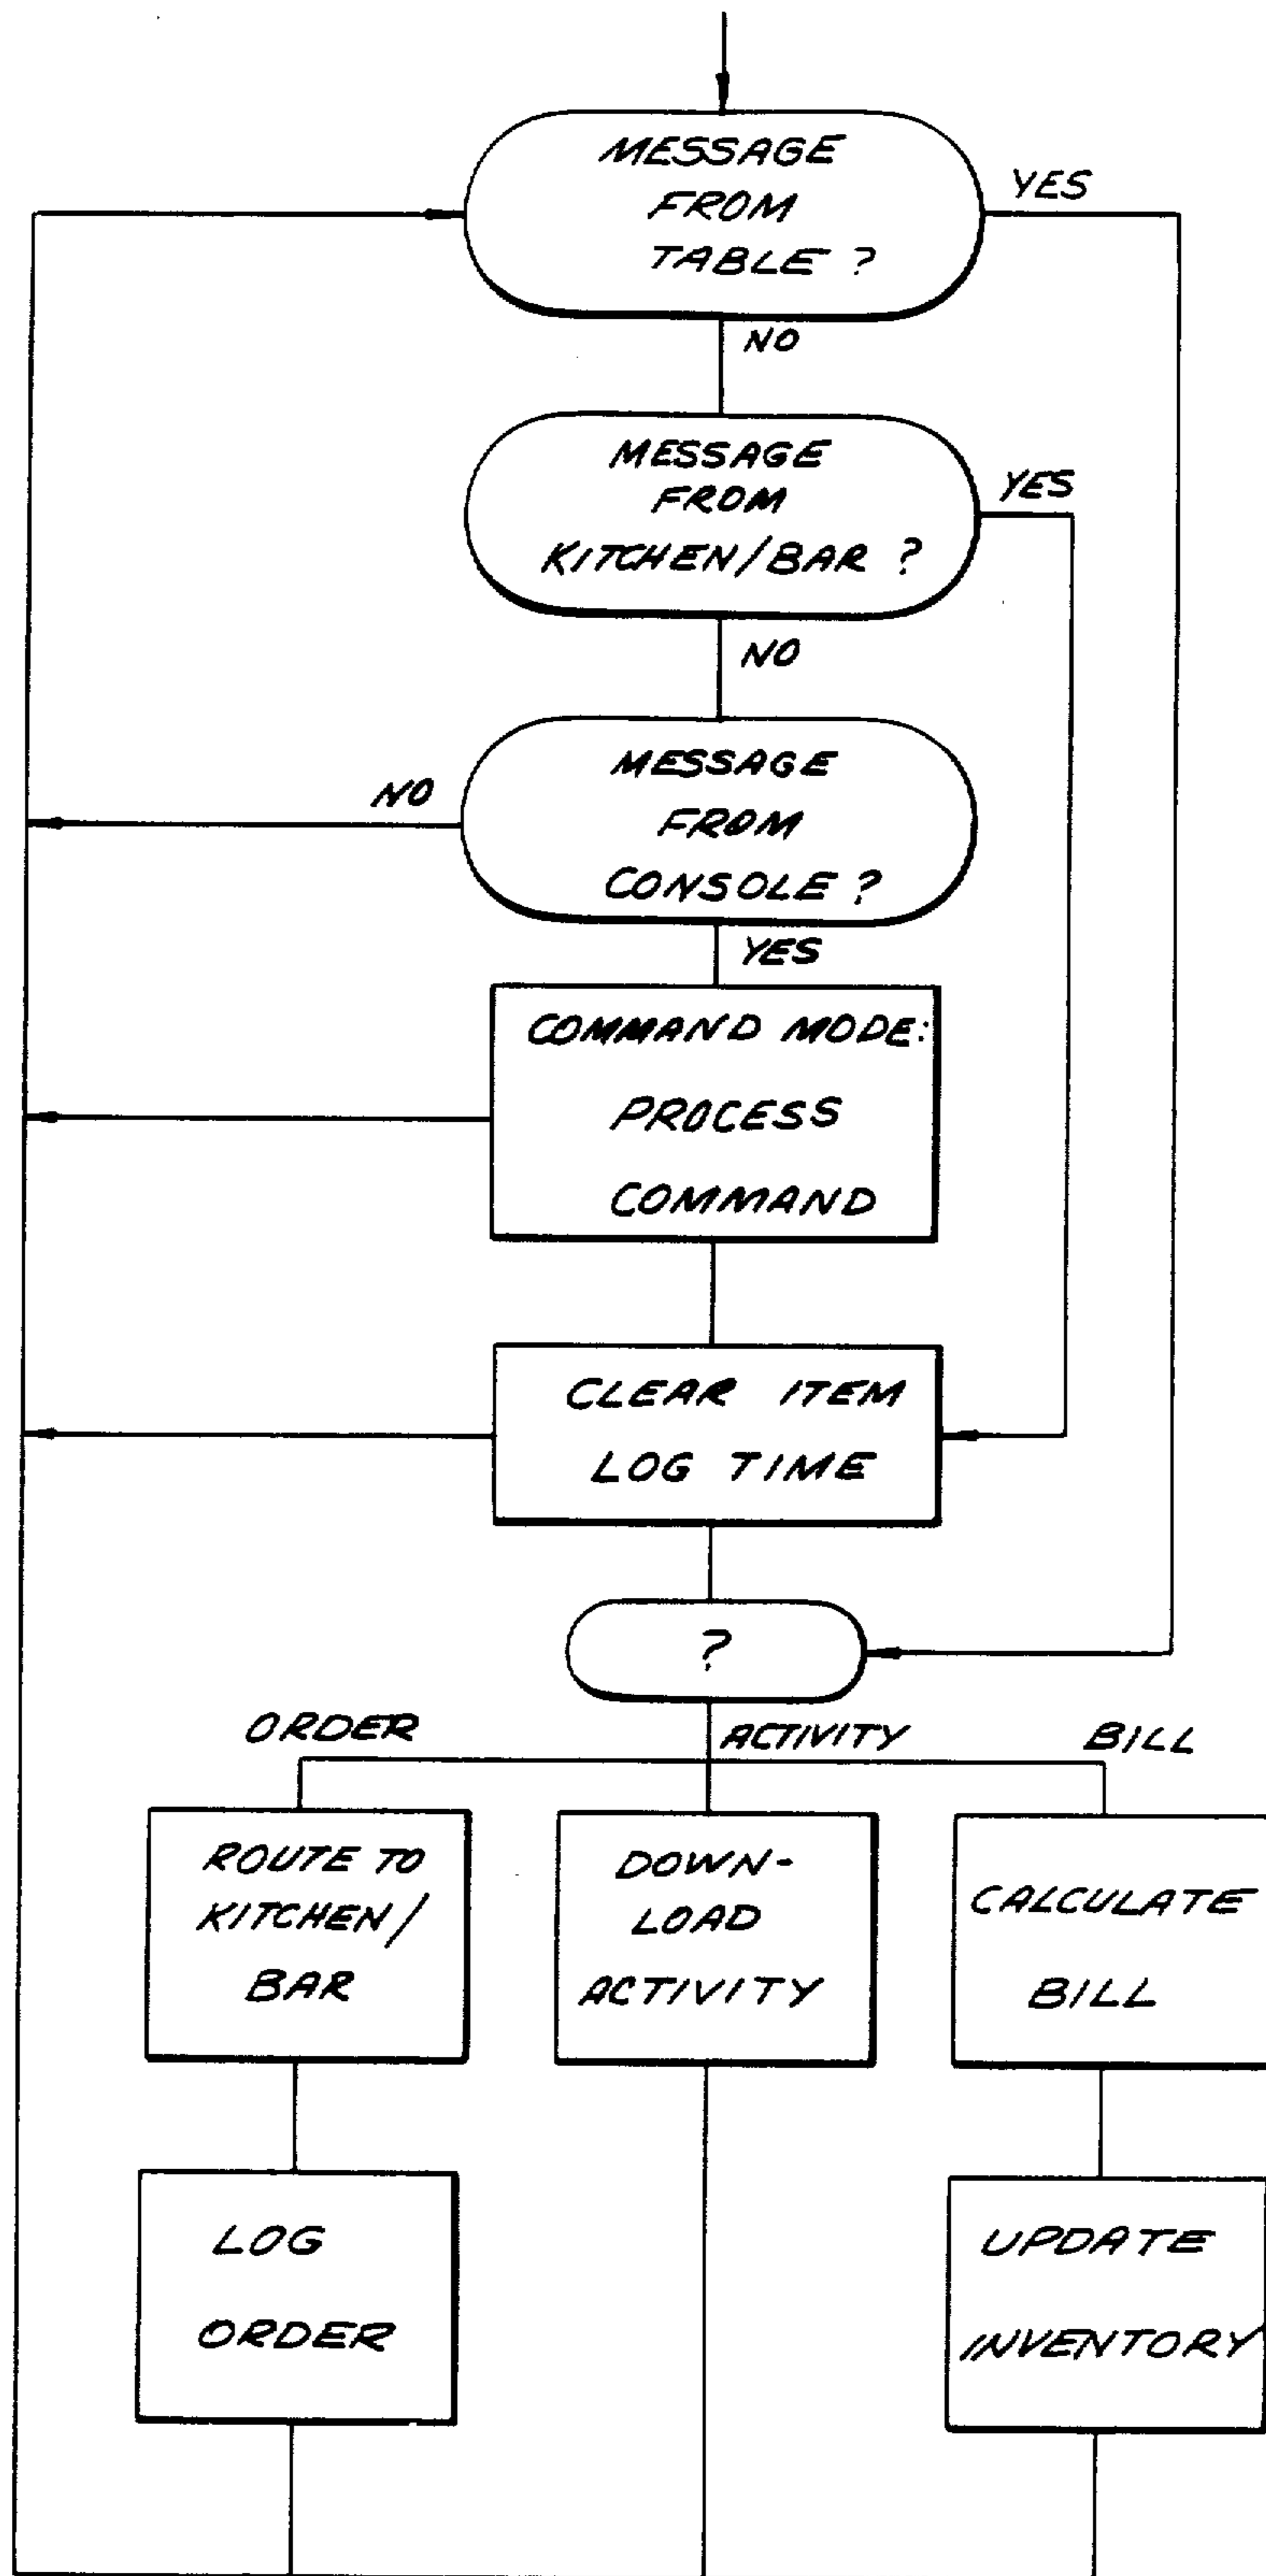 MESSAGE
FROM
TABLE ?
YES
NO
MESSAGE
FROM
KITCHEN/BAR ?
YES
NO
MESSAGE
FROM
CONSOLE ?
NO
YES
COMMAND MODE:
PROCESS
COMMAND
CLEAR ITEM
LOG TIME
?
ORDER
ACTIVITY
BILL
ROUTE TO
KITCHEN/
BAR
DOWN-
LOAD
ACTIVITY
CALCULATE
BILL
LOG
ORDER
UPDATE
INVENTORY